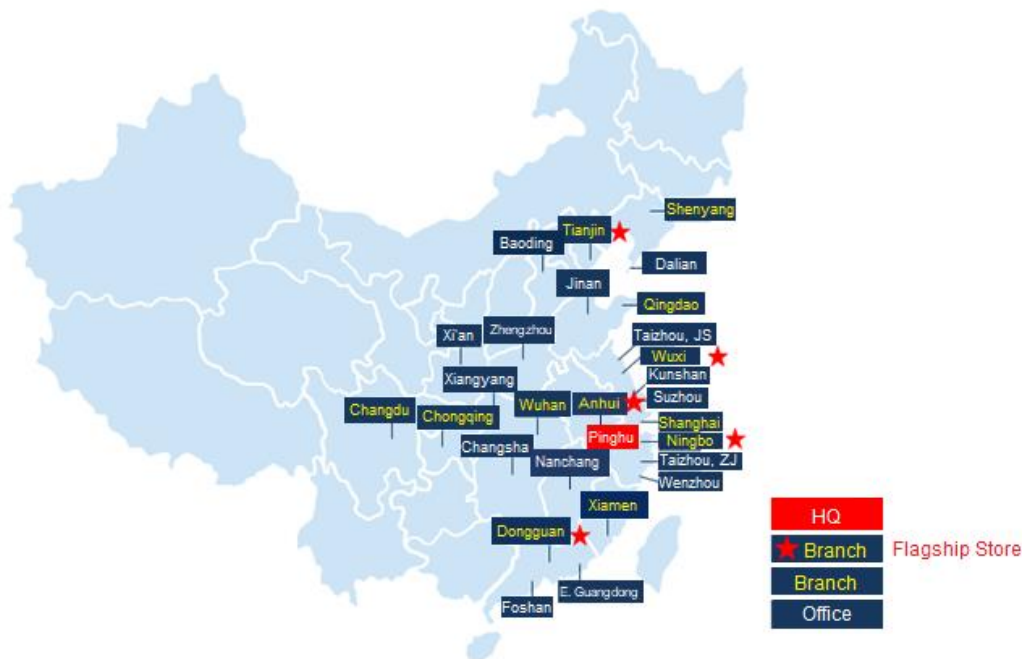 Shenyang
Tianjin
Baoding
Dalian
Jinan
Qingdao
Zhengzhou
Xi'an
Taizhou, JS
Wuxi
Kunshan
Xiangyang
Suzhou
Changdu
Chongqing
Wuhan
Anhui
Shanghai
Pinghu
Ningbo
Changsha
Nanchang
Taizhou, ZJ
Wenzhou
Xiamen
Dongguan
E. Guangdong
Foshan
HQ
Branch Flagship Store
Branch
Office